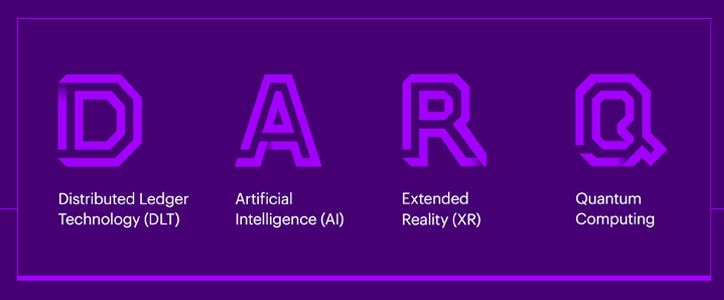 D A R Q
Distributed Ledger
Technology (DLT)
Artificial
Intelligence (AI)
Extended
Reality (XR)
Quantum
Computing